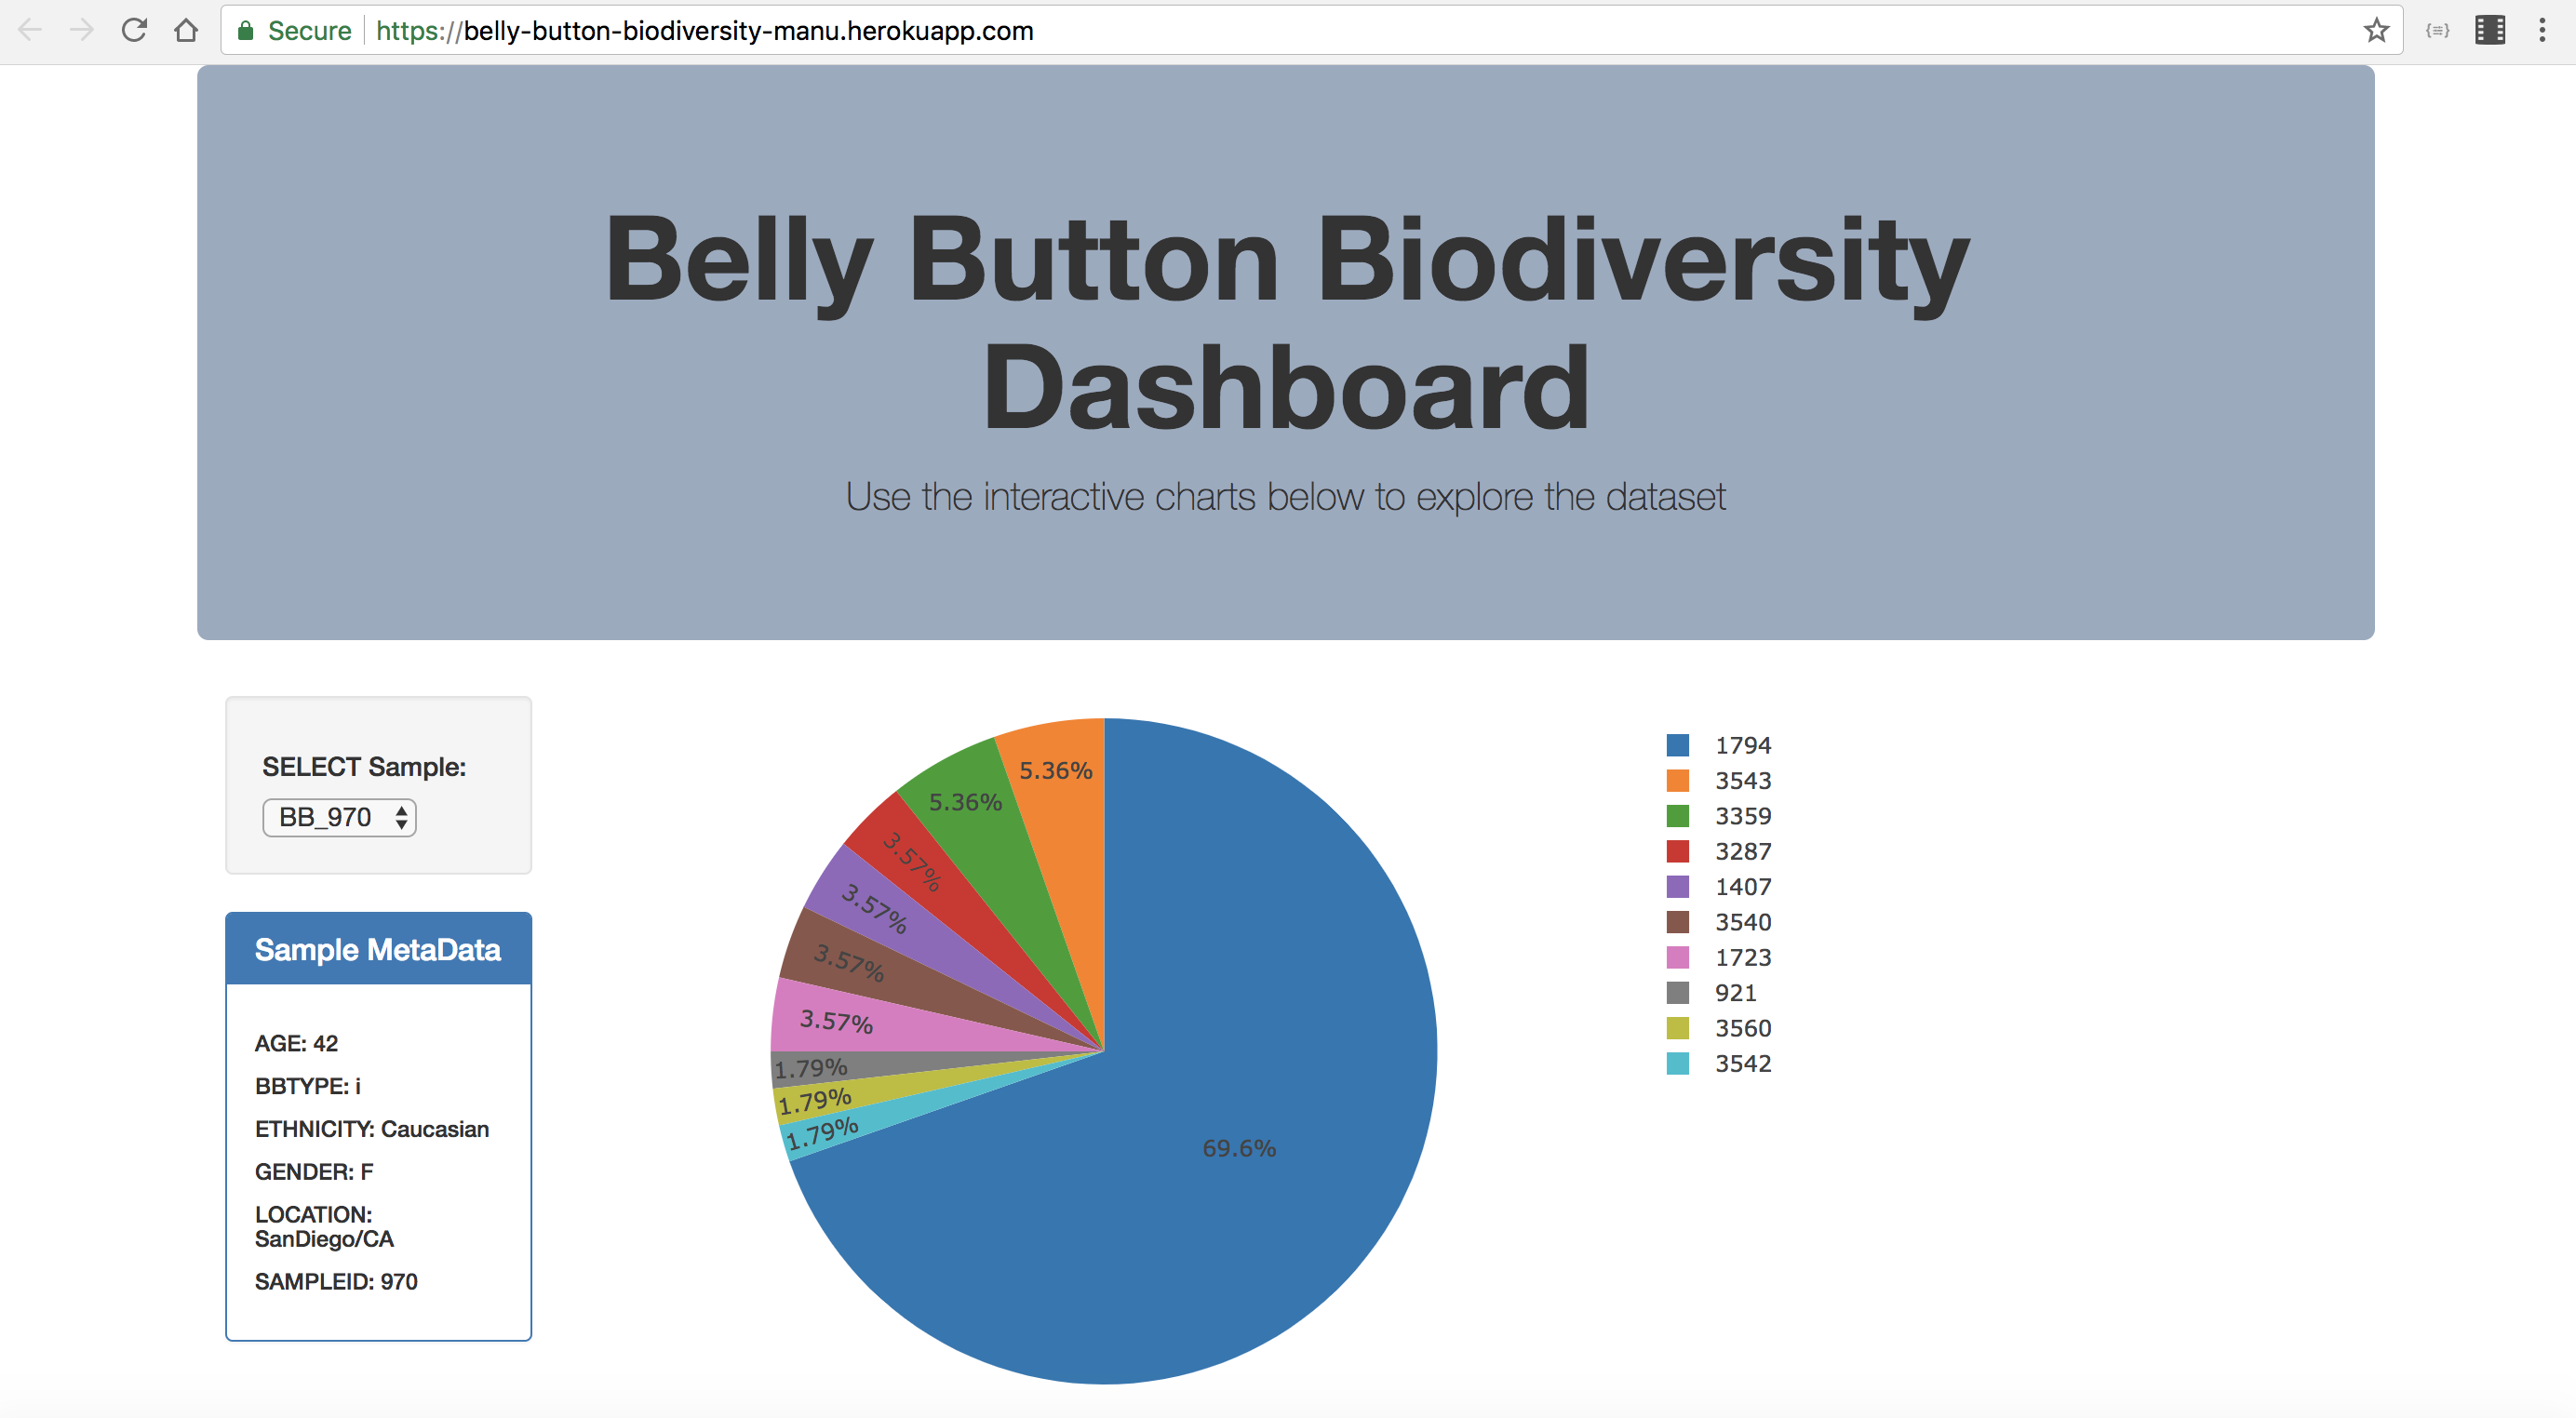 Secure https://belly-button-biodiversity-manu.herokuapp.com
Belly Button Biodiversity
Dashboard
Use the interactive charts below to explore the dataset
SELECT Sample:
BB_970
Sample MetaData
AGE: 42
BBTYPE: i
ETHNICITY: Caucasian
GENDER: F
LOCATION:
SanDiego/CA
SAMPLEID: 970
5.36%
5.36%
3.57%
3.57%
3.57%
3.57%
1.79%
1.79%
1.79%
69.6%
1794
3543
3359
3287
1407
3540
1723
921
3560
3542